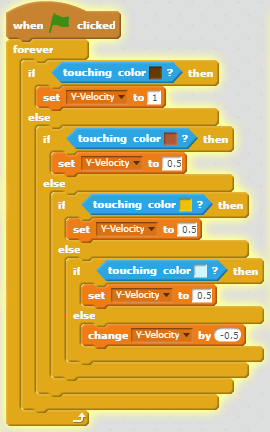 when clicked
forever
if touching color ? then
set Y-Velocity to 1
else
if touching color ? then
set Y-Velocity to 0.5
else
if touching color ? then
set Y-Velocity to 0.5
else
if touching color ? then
set Y-Velocity to 0.5
else
change Y-Velocity by -0.5